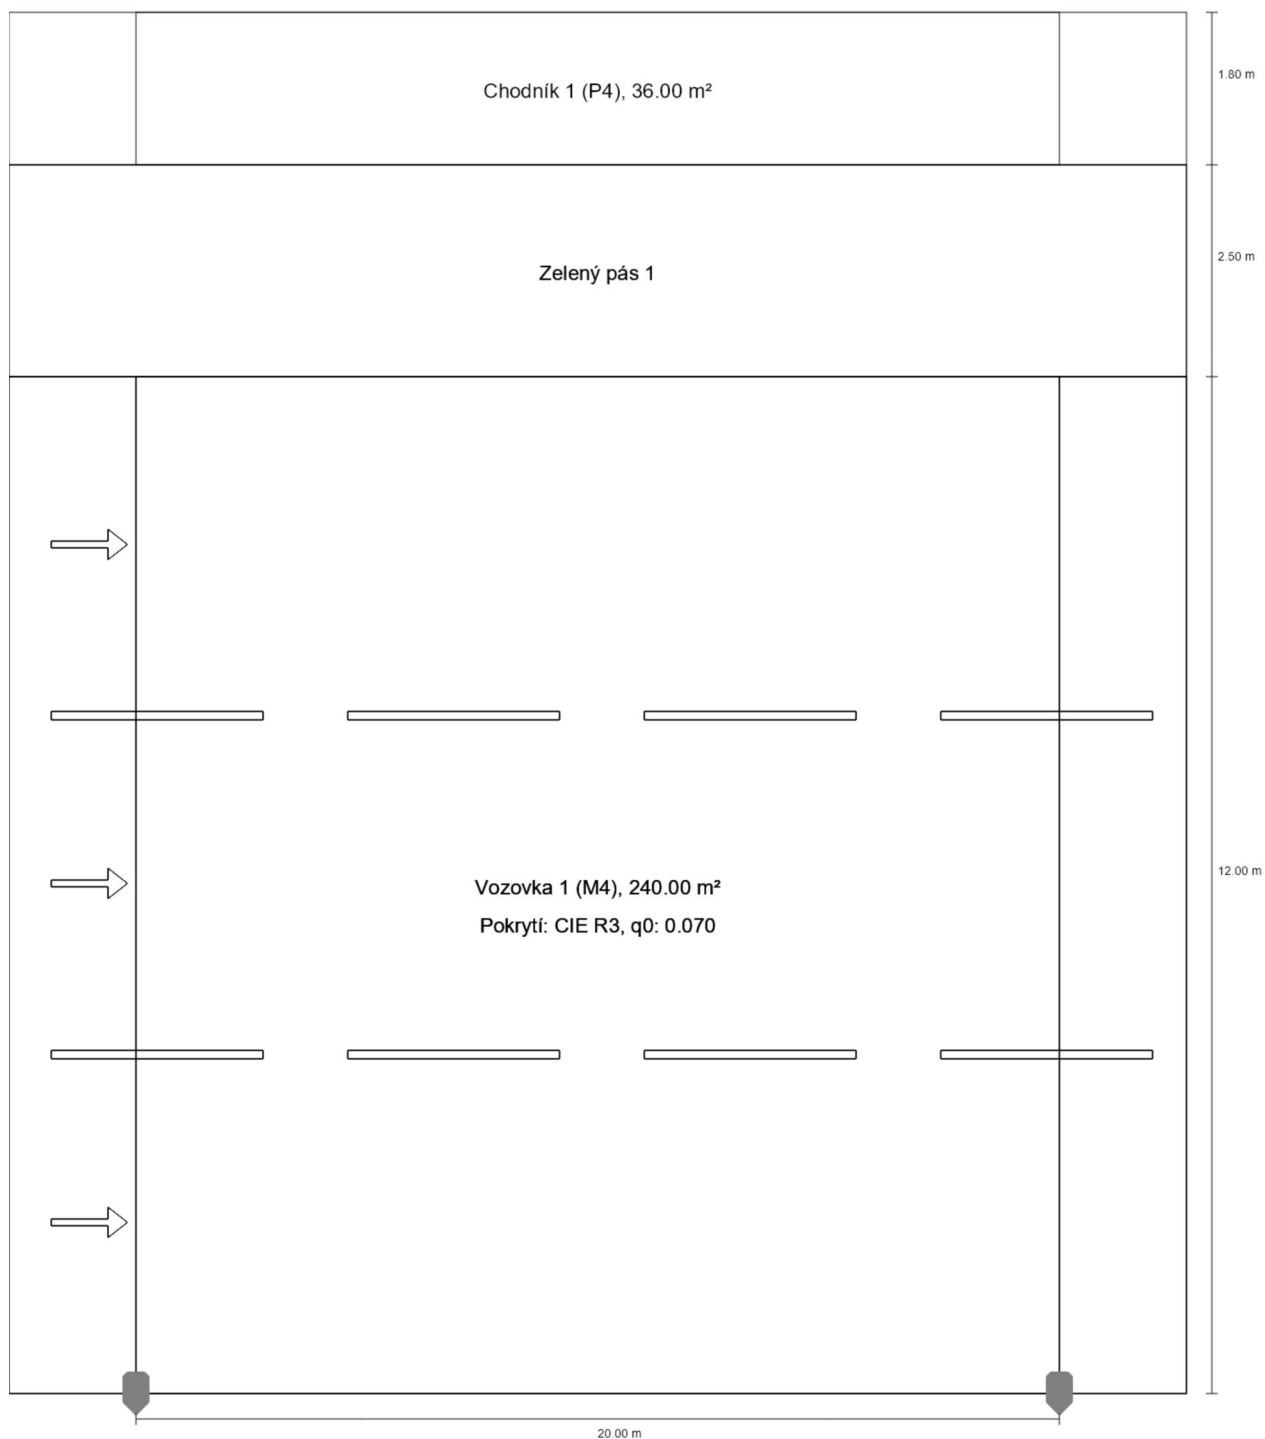 Chodník 1 (P4), 36.00 m²
1.80 m
Zelený pás 1
2.50 m
Vozovka 1 (M4), 240.00 m²
Pokrytí: CIE R3, q0: 0.070
12.00 m
20.00 m